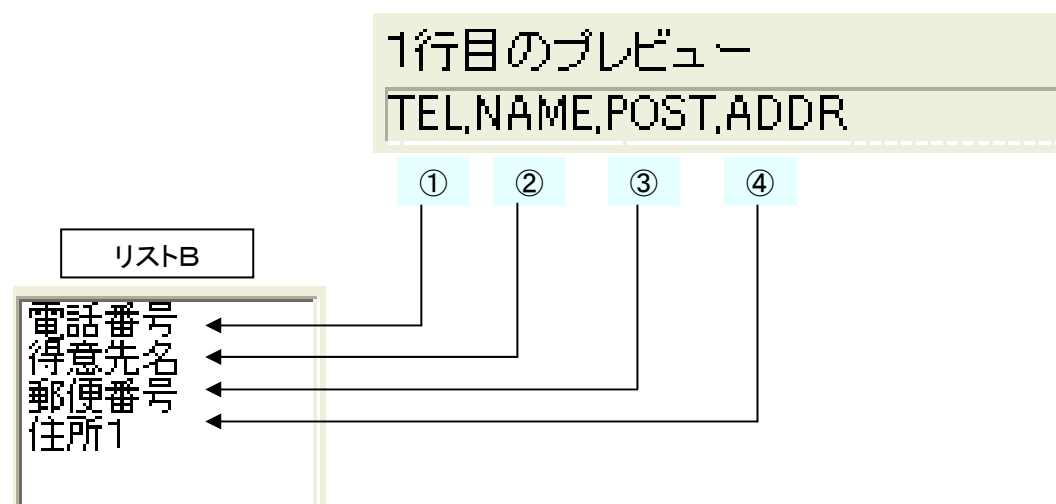 1行目のプレビュー
TEL,NAME,POST,ADDR
① ② ③ ④
リストB
電話番号
得意先名
郵便番号
住所1